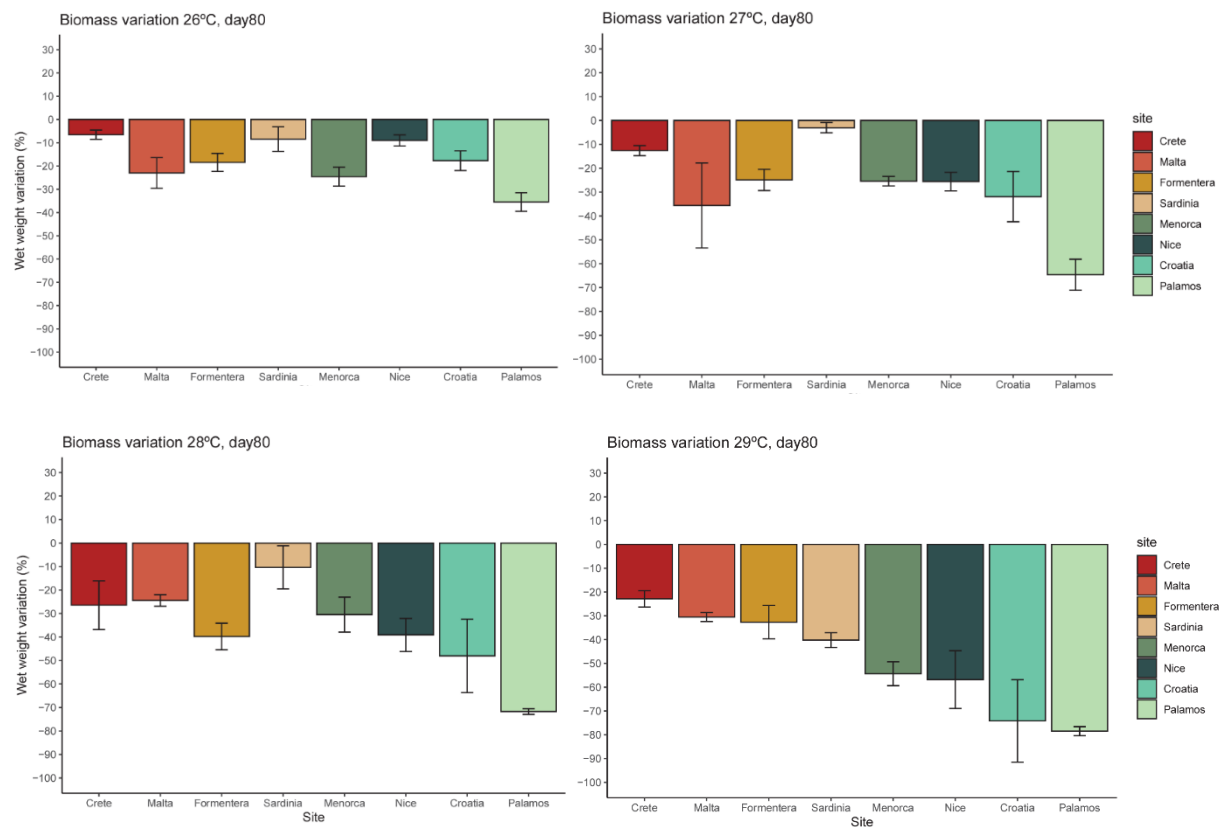 Biomass variation 26ºC, day80
Wet weight variation (%)
30
20
10
0
−10
−20
−30
−40
−50
−60
−70
−80
−90
−100
Crete Malta Formentera Sardinia Menorca Nice Croatia Palamos
Biomass variation 27ºC, day80
30
20
10
0
−10
−20
−30
−40
−50
−60
−70
−80
−90
−100
Crete Malta Formentera Sardinia Menorca Nice Croatia Palamos
site
Crete
Malta
Formentera
Sardinia
Menorca
Nice
Croatia
Palamos
Biomass variation 28ºC, day80
Wet weight variation (%)
30
20
10
0
−10
−20
−30
−40
−50
−60
−70
−80
−90
−100
Crete Malta Formentera Sardinia Menorca Nice Croatia Palamos
Site
Biomass variation 29ºC, day80
30
20
10
0
−10
−20
−30
−40
−50
−60
−70
−80
−90
−100
Crete Malta Formentera Sardinia Menorca Nice Croatia Palamos
Site
site
Crete
Malta
Formentera
Sardinia
Menorca
Nice
Croatia
Palamos